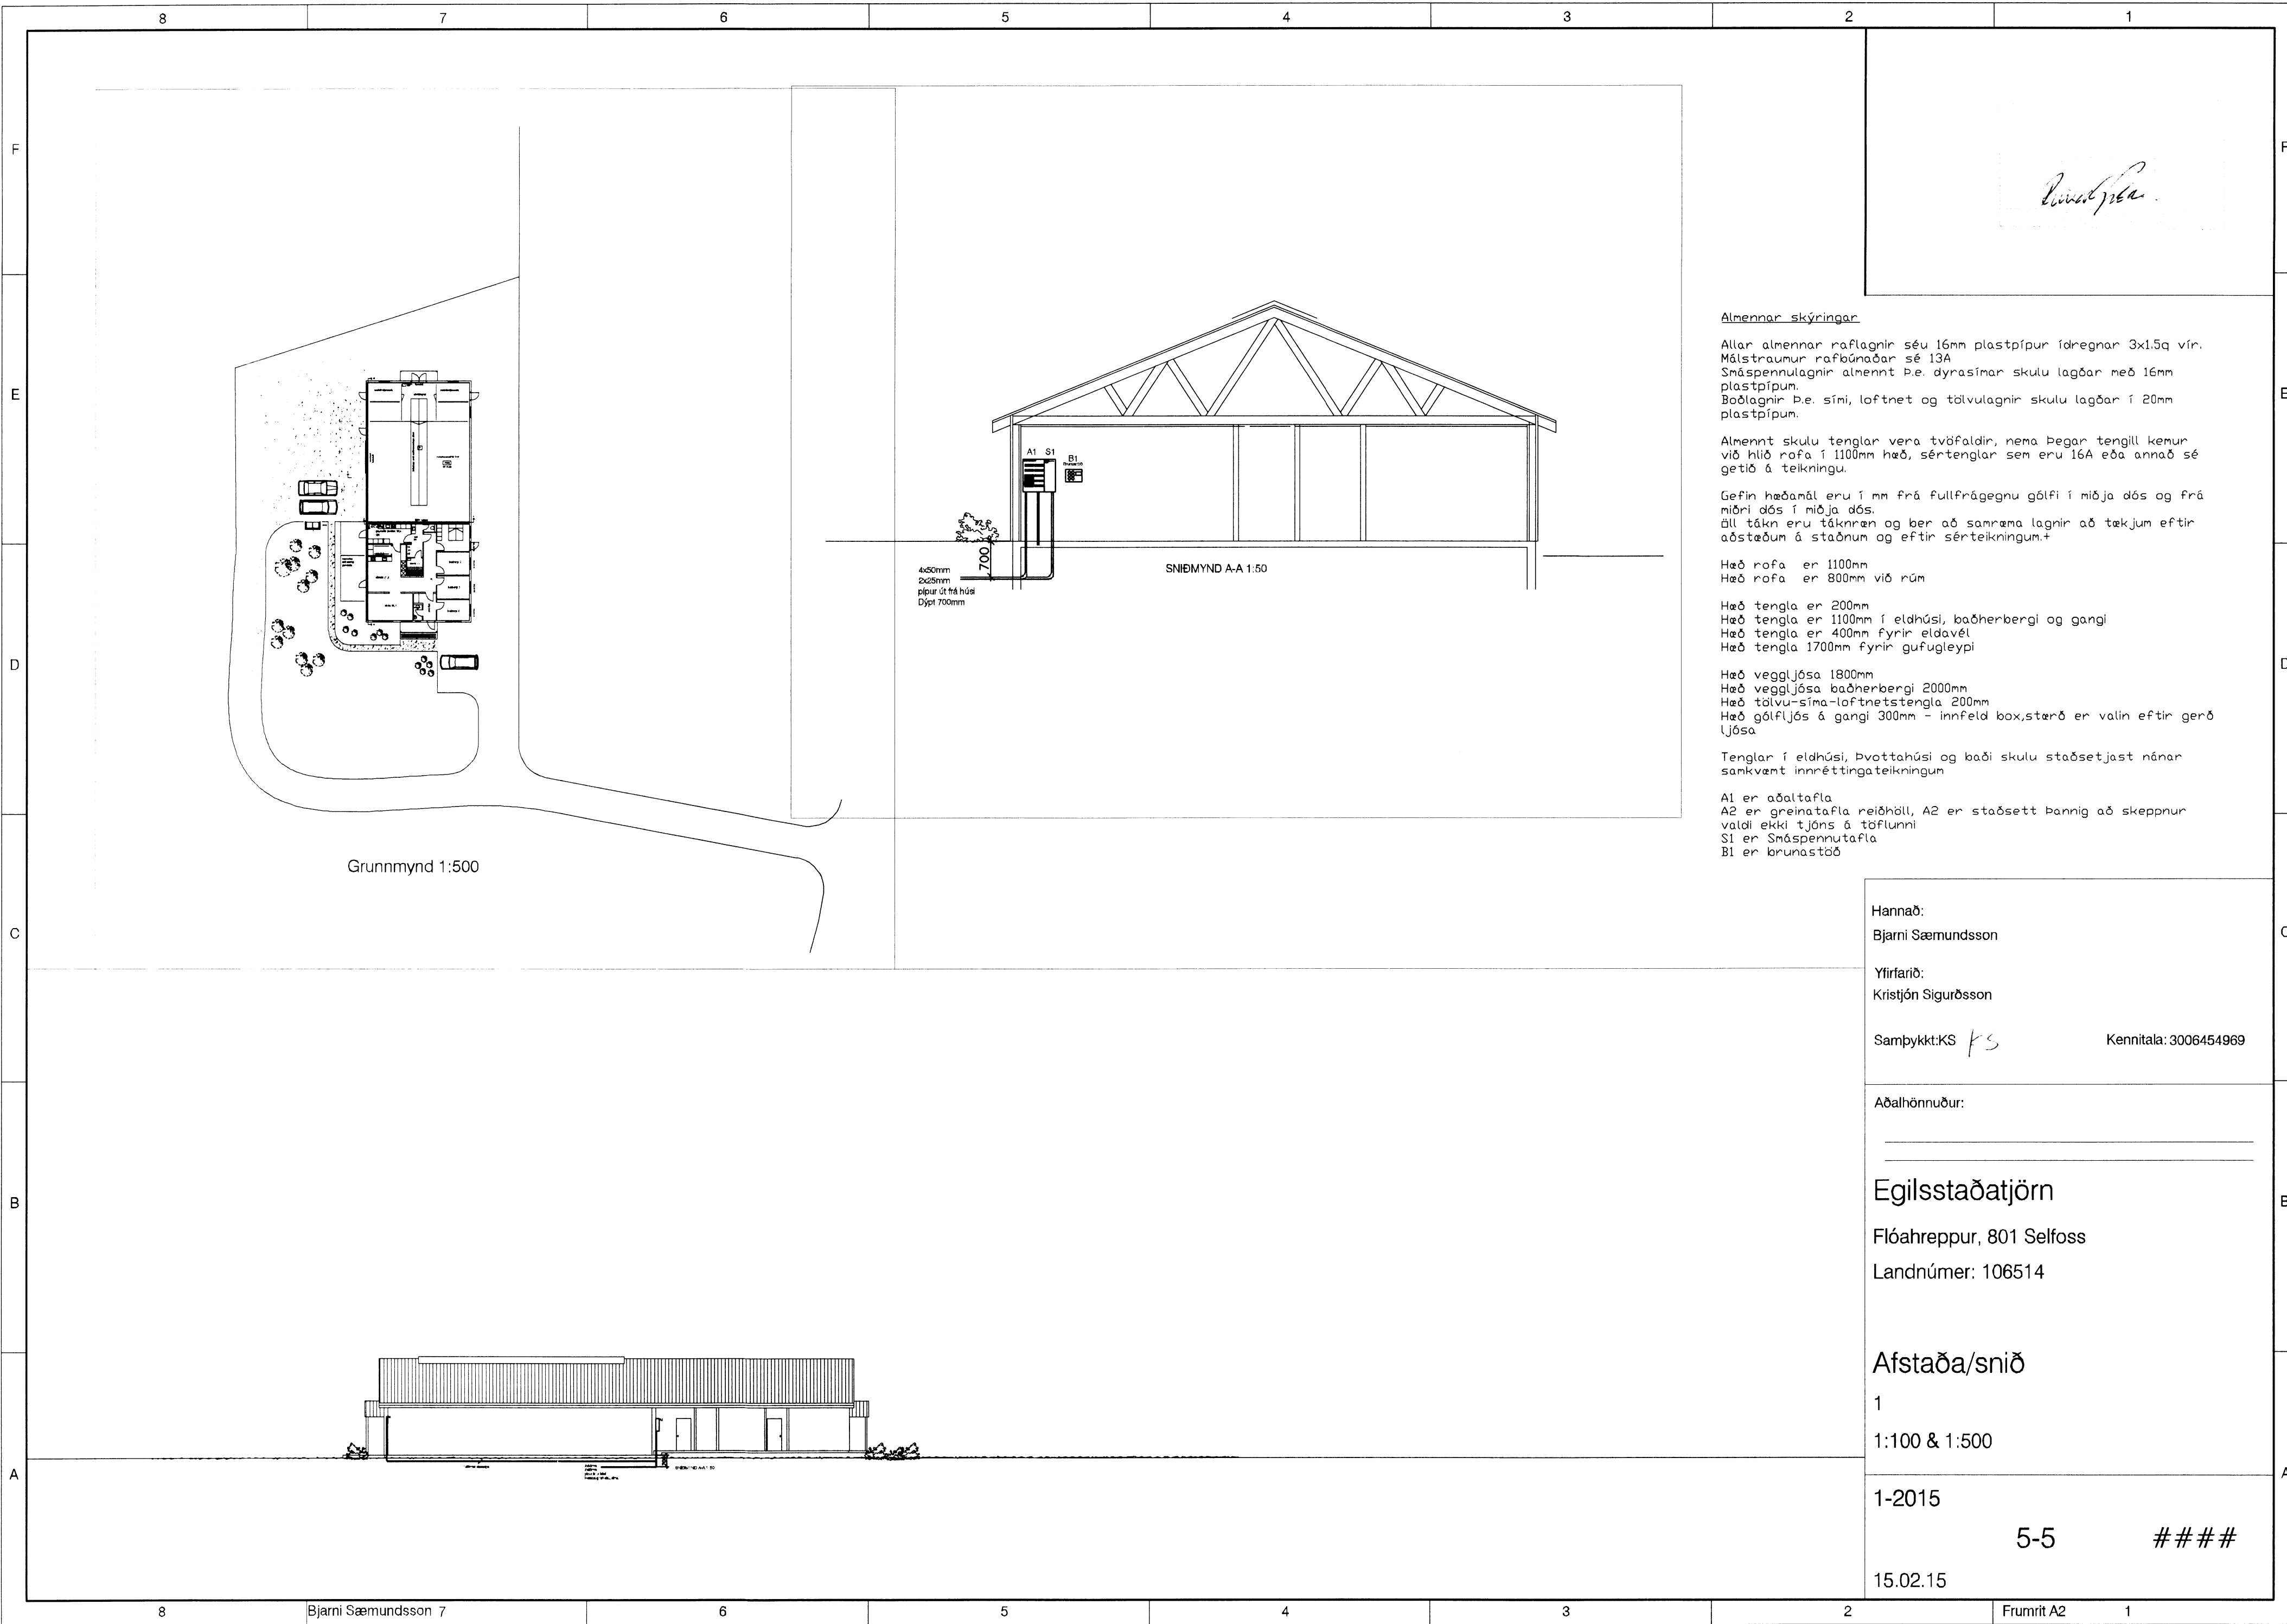 8 7 6 5 4 3 2 1
F
E
D
C
B
A
Grunnmynd 1:500
A1 S1 B1
700
4x50mm
2x25mm
pípur út frá húsi
Dýpt 700mm
SNIÐMYND A-A 1:50
Almennar skýringar
Allar almennar raflagnir séu 16mm plastpípur ídregnar 3x1.5q vír.
Málstraumur rafbúnaðar sé 13A
Smáspennulagnir almennt Þ.e. dyrasímar skulu lagðar með 16mm
plastpípum.
Boðlagnir Þ.e. sími, loftnet og tölvulagnir skulu lagðar í 20mm
plastpípum.
Almennt skulu tenglar vera tvöfaldir, nema Þegar tengill kemur
við hlið rofa í 1100mm hæð, sértenglar sem eru 16A eða annað sé
getið á teikningu.
Gefin hæðamál eru í mm frá fullfrágegnu gólfi í miðja dós og frá
miðri dós í miðja dós.
öll tákn eru táknræn og ber að samræma lagnir að tækjum eftir
aðstæðum á staðnum og eftir sérteikningum.+
Hæð rofa er 1100mm
Hæð rofa er 800mm við rúm
Hæð tengla er 200mm
Hæð tengla er 1100mm í eldhúsi, baðherbergi og gangi
Hæð tengla er 400mm fyrir eldavél
Hæð tengla 1700mm fyrir gufugleypi
Hæð veggljósa 1800mm
Hæð veggljósa baðherbergi 2000mm
Hæð tölvu-síma-loftnetstengla 200mm
Hæð gólfljós á gangi 300mm - innfeld box,stærð er valin eftir gerð
ljósa
Tenglar í eldhúsi, Þvottahúsi og baði skulu staðsetjast nánar
samkvæmt innréttingateikningum
A1 er aðaltafla
A2 er greinatafla reiðhöll, A2 er staðsett Þannig að skeppnur
valdi ekki tjóns á töflunni
S1 er Smáspennutafla
B1 er brunastöð
Hannað:
Bjarni Sæmundsson
Yfirfarið:
Kristjón Sigurðsson
Samþykkt:KS KS Kennitala: 3006454969
Aðalhönnuður:
Egilsstaðatjörn
Flóahreppur, 801 Selfoss
Landnúmer: 106514
Afstaða/snið
1
1:100 & 1:500
1-2015
5-5 ####
15.02.15
SNIÐMYND A-A 1:50
F
E
D
C
B
A
8 Bjarni Sæmundsson 7 6 5 4 3 2 Frumrit A2 1